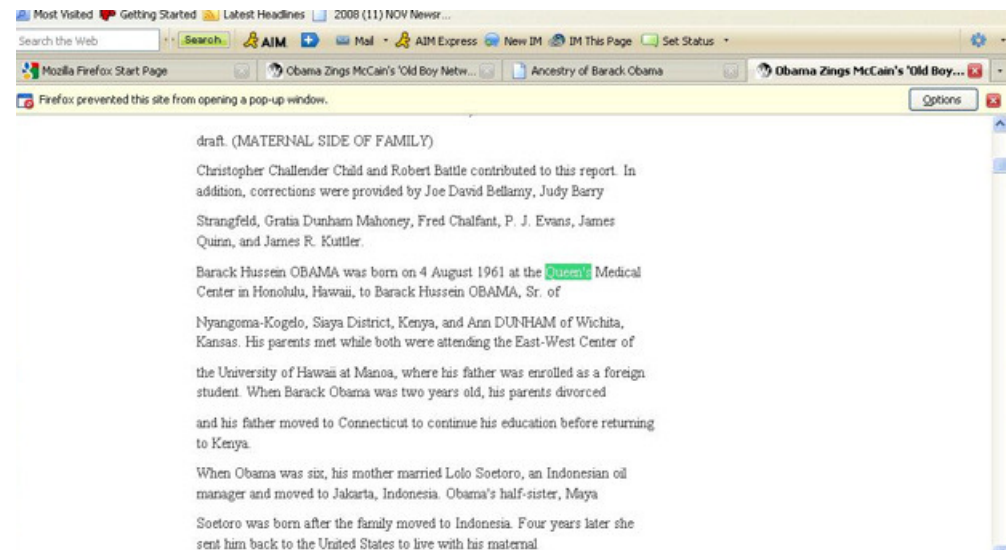 Most Visited Getting Started Latest Headlines 2008 (11) NOV Newsr...
Search the Web Search AIM Mail AIM Express New IM IM This Page Set Status
Mozilla Firefox Start Page Obama Zings McCain's 'Old Boy Netw... Ancestry of Barack Obama Obama Zings McCain's 'Old Boy...
Firefox prevented this site from opening a pop-up window. Options
draft. (MATERNAL SIDE OF FAMILY)
Christopher Challender Child and Robert Battle contributed to this report. In
addition, corrections were provided by Joe David Bellamy, Judy Barry
Strangfeld, Gratia Dunham Mahoney, Fred Chalfant, P. J. Evans, James
Quinn, and James R. Kuttler.
Barack Hussein OBAMA was born on 4 August 1961 at the Queen's Medical
Center in Honolulu, Hawaii, to Barack Hussein OBAMA, Sr. of
Nyangoma-Kogelo, Siaya District, Kenya, and Ann DUNHAM of Wichita,
Kansas. His parents met while both were attending the East-West Center of
the University of Hawaii at Manoa, where his father was enrolled as a foreign
student. When Barack Obama was two years old, his parents divorced
and his father moved to Connecticut to continue his education before returning
to Kenya.
When Obama was six, his mother married Lolo Soetoro, an Indonesian oil
manager and moved to Jakarta, Indonesia. Obama's half-sister, Maya
Soetoro was born after the family moved to Indonesia. Four years later she
sent him back to the United States to live with his maternal